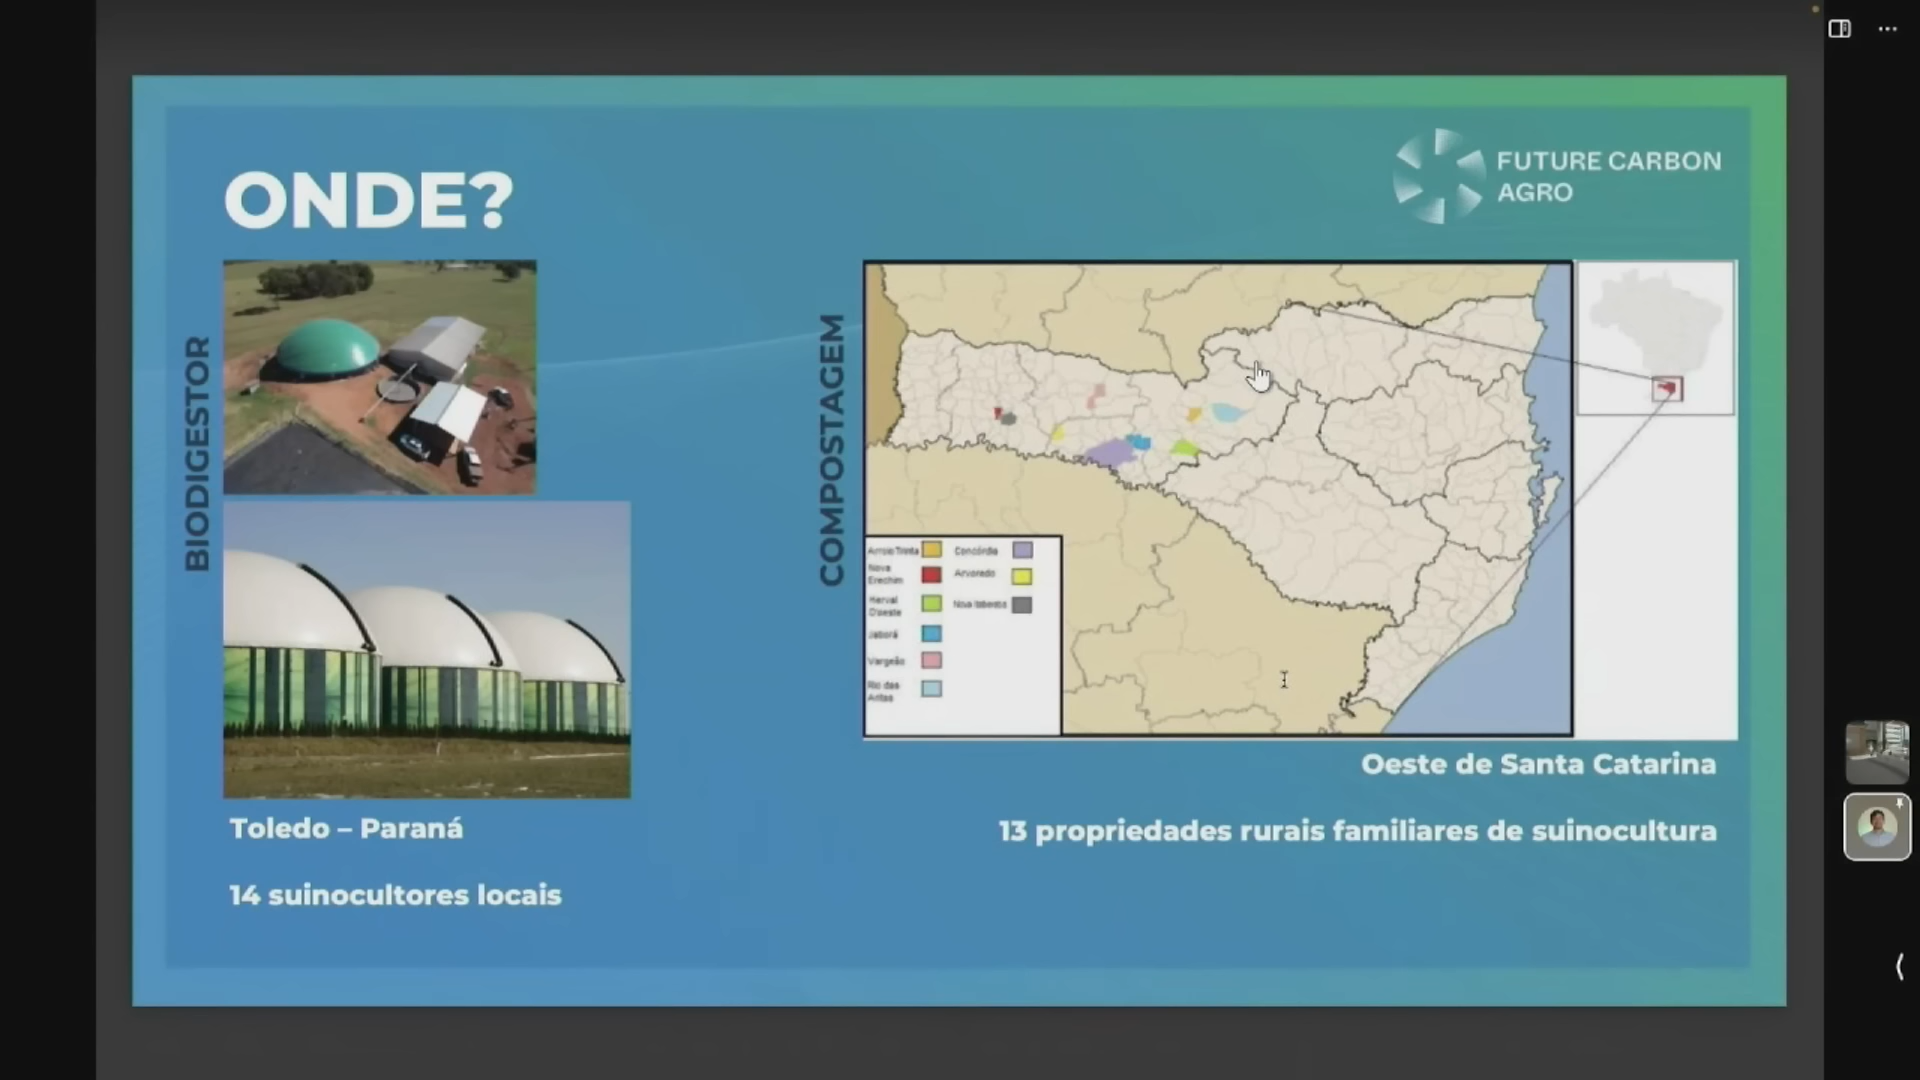 ONDE?
FUTURE CARBON
AGRO
BIODIGESTOR
COMPOSTAGEM
Arroio Trinta
Concórdia
Nova
Erechim
Arvoredo
Herval
D'oeste
Nova Itaberaba
Jaborá
Vargeão
Rio das
Antas
Toledo – Paraná
14 suinocultores locais
Oeste de Santa Catarina
13 propriedades rurais familiares de suinocultura